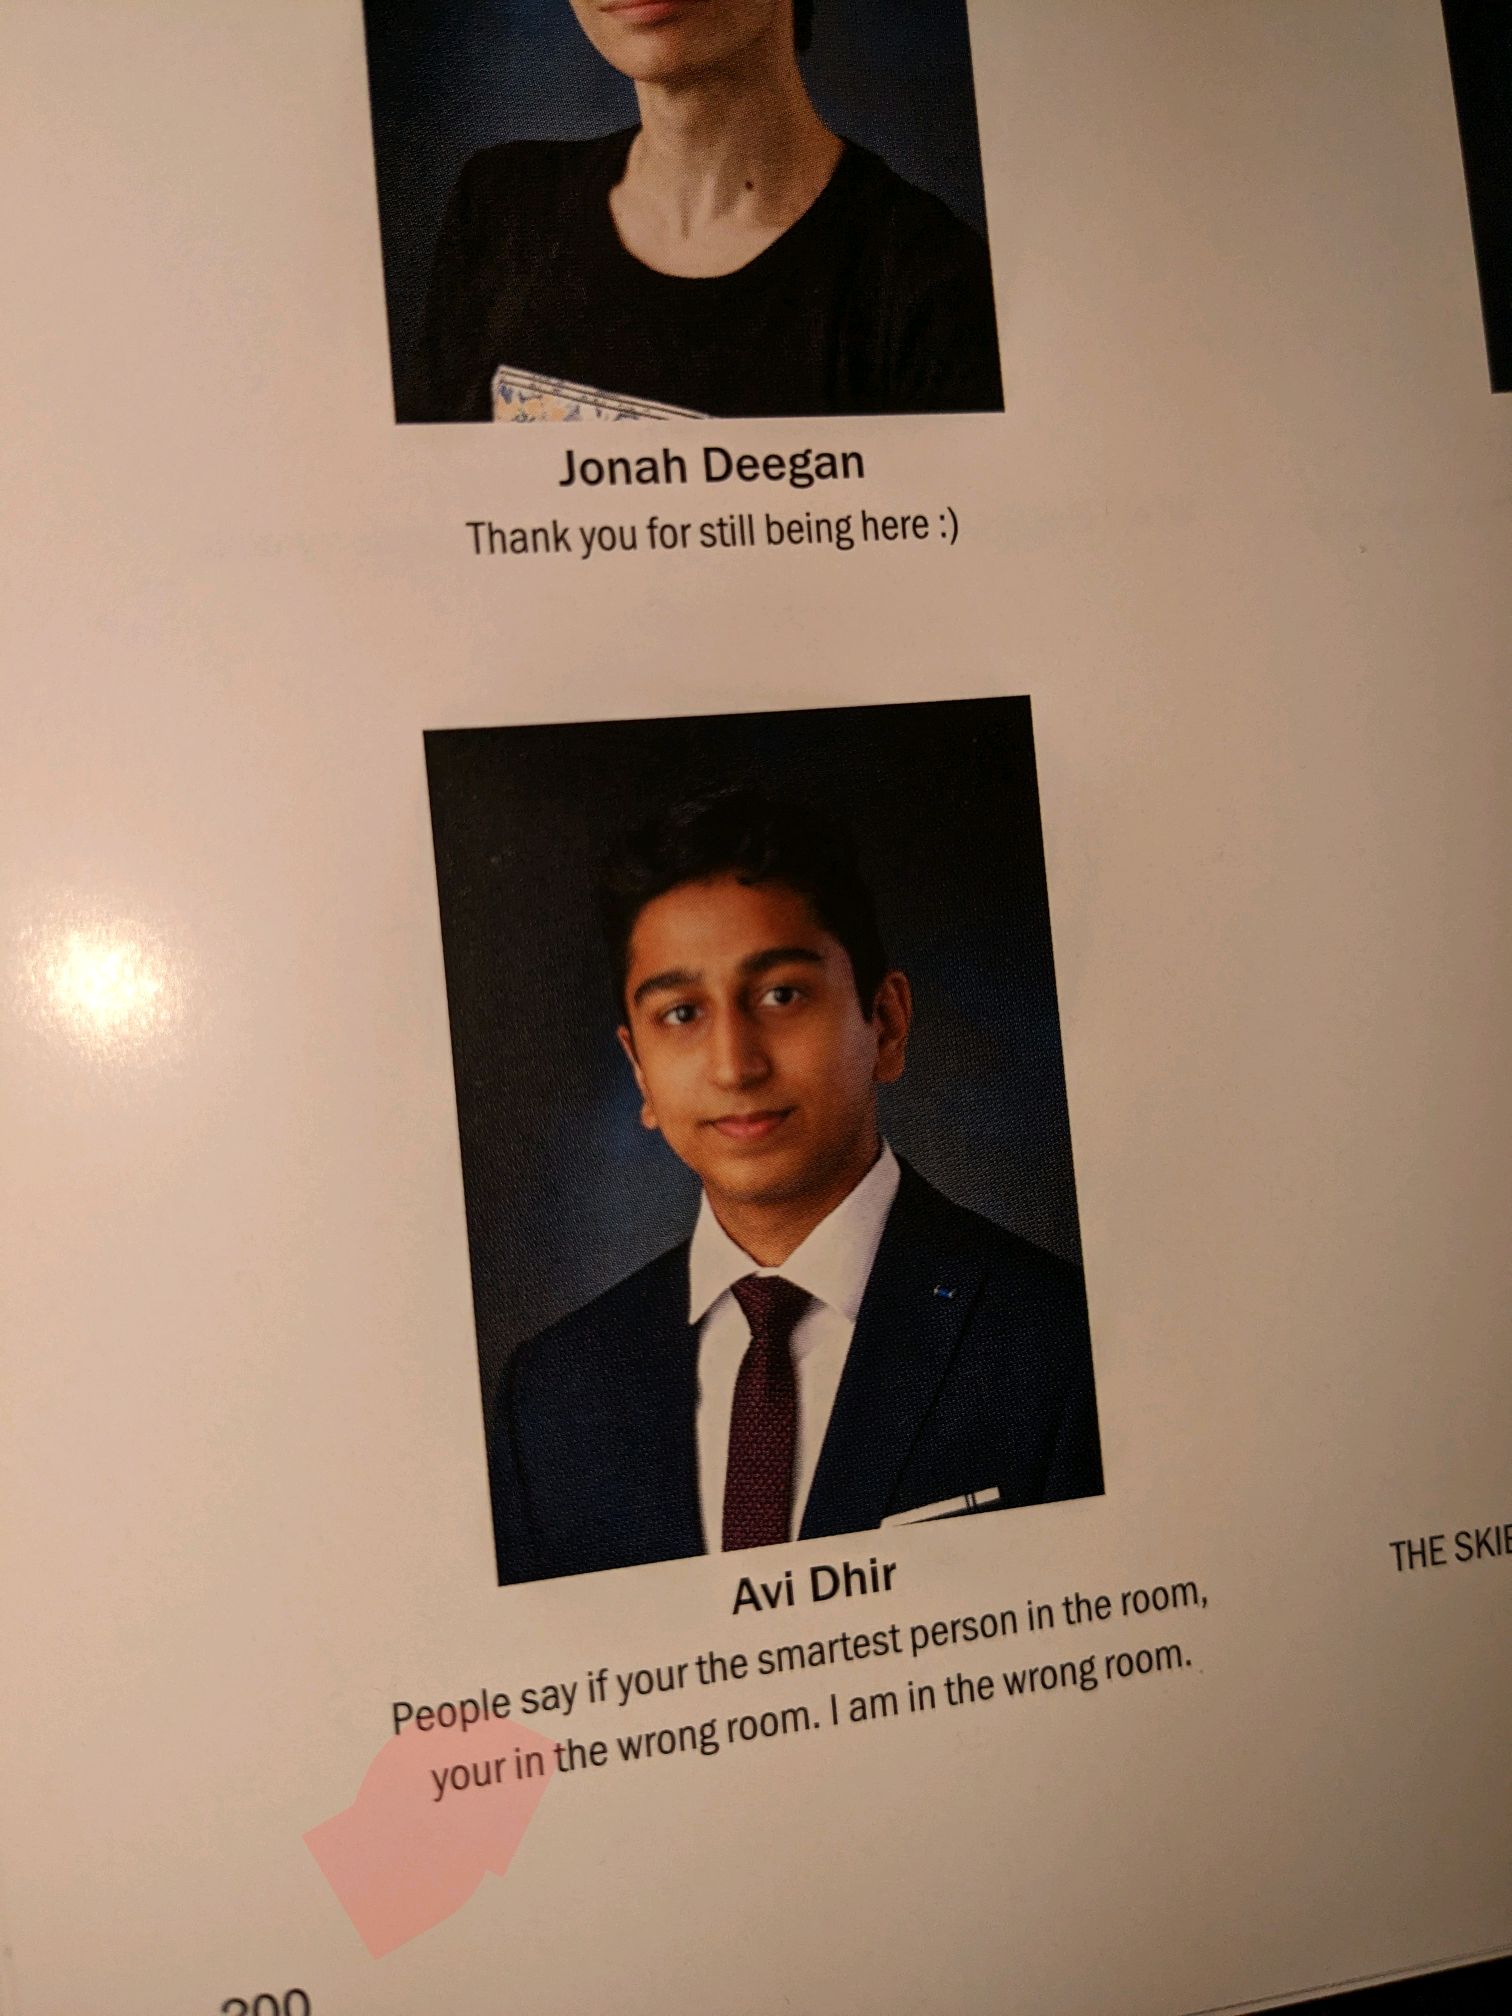 Jonah Deegan
Thank you for still being here :)
Avi Dhir
People say if your the smartest person in the room,
your in the wrong room. I am in the wrong room.
THE SKIE
200